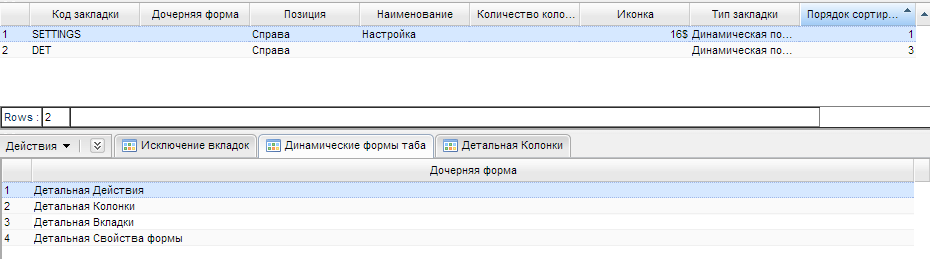 Код закладки Дочерняя форма Позиция Наименование Количество коло... Иконка Тип закладки Порядок сортир...
1 SETTINGS Справа Настройка 16$ Динамическая по... 1
2 DET Справа Динамическая по... 3
Rows : 2
Действия Исключение вкладок Динамические формы таба Детальная Колонки
Дочерняя форма
1 Детальная Действия
2 Детальная Колонки
3 Детальная Вкладки
4 Детальная Свойства формы